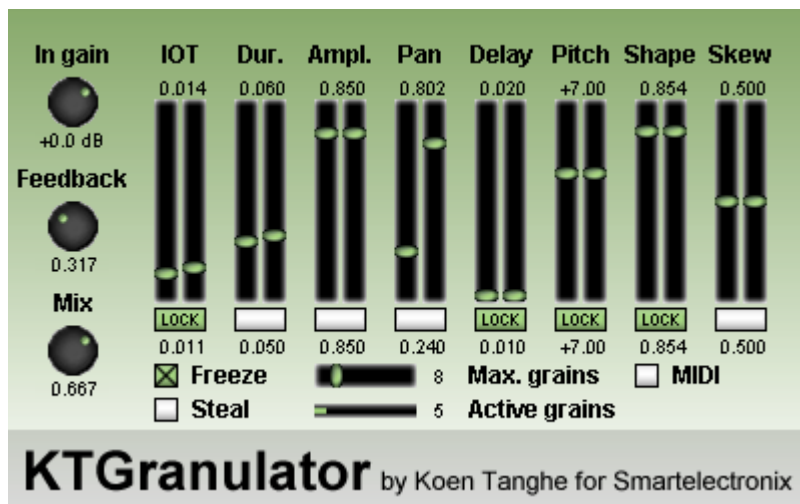 In gain IOT Dur. Ampl. Pan Delay Pitch Shape Skew
0.014 0.060 0.850 0.802 0.020 +7.00 0.854 0.500
+0.0 dB
Feedback
0.317
Mix
LOCK LOCK LOCK LOCK
0.011 0.050 0.850 0.240 0.010 +7.00 0.854 0.500
0.667
Freeze 8 Max. grains MIDI
Steal 5 Active grains
KTGranulator by Koen Tanghe for Smartelectronix